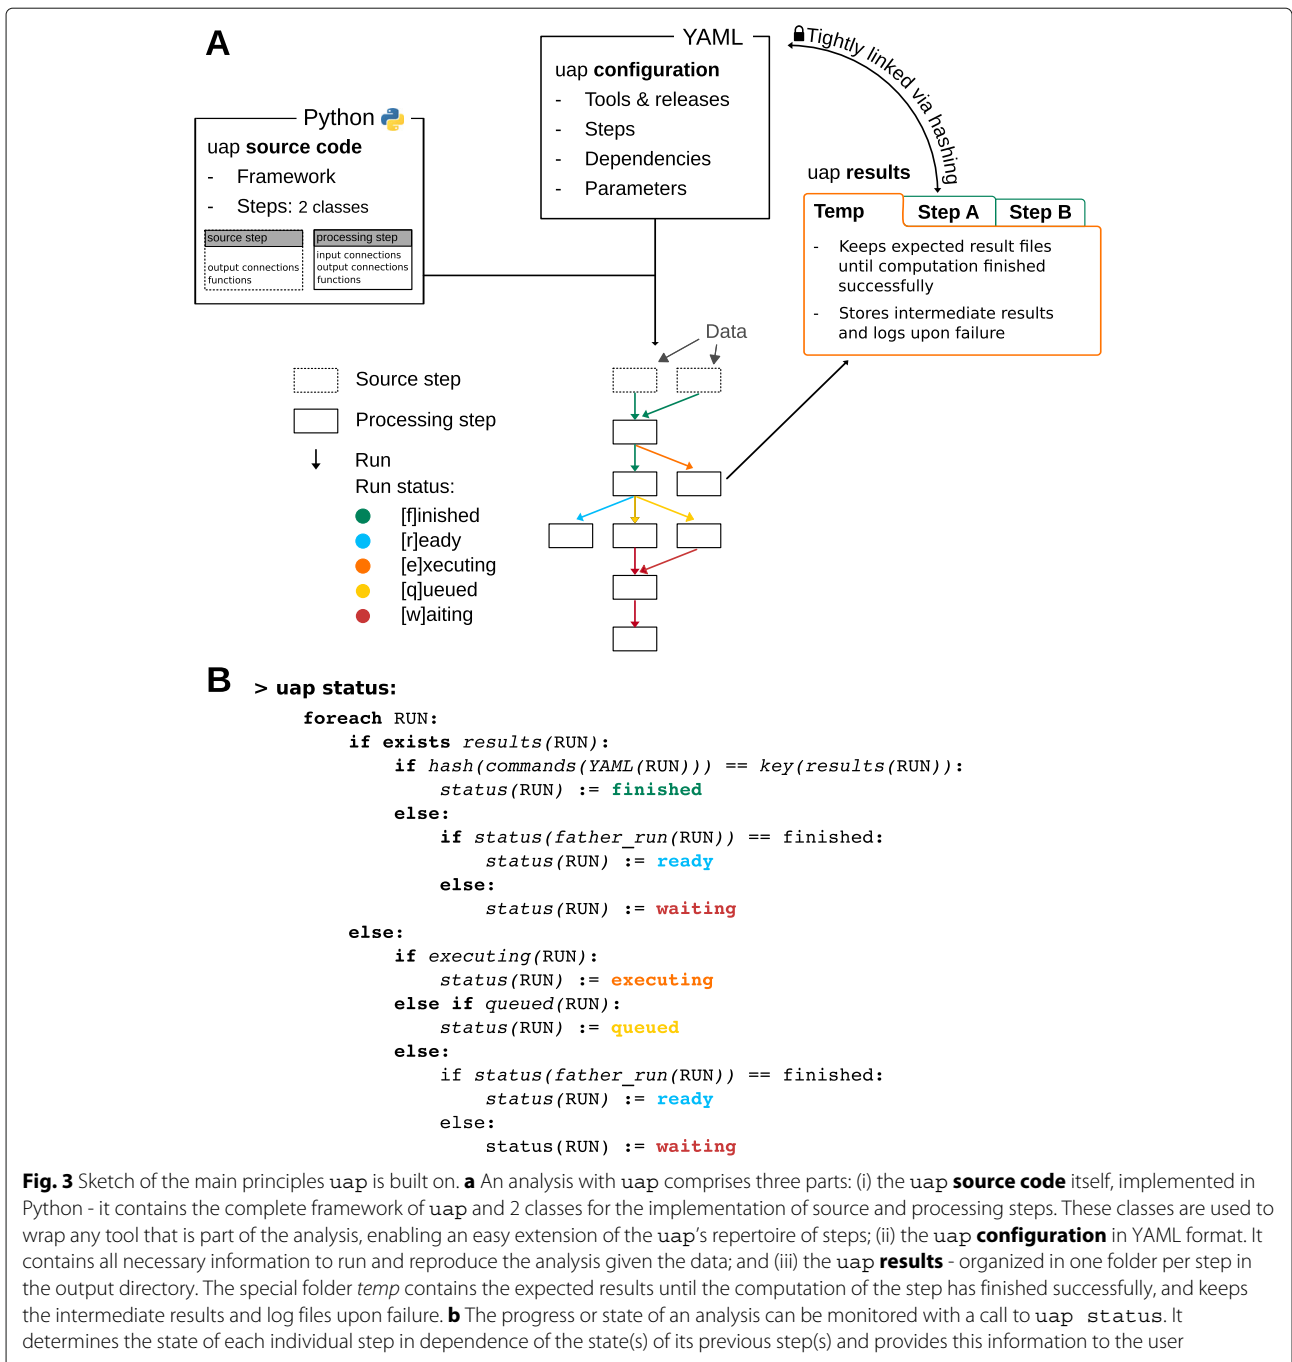 A
YAML
uap configuration
- Tools & releases
- Steps
- Dependencies
- Parameters
Tightly linked via hashing
Python
uap source code
- Framework
- Steps: 2 classes
source step
output connections
functions
processing step
input connections
output connections
functions
uap results
Temp
Step A
Step B
- Keeps expected result files
until computation finished
successfully
- Stores intermediate results
and logs upon failure
Data
Source step
Processing step
Run
Run status:
[f]inished
[r]eady
[e]xecuting
[q]ueued
[w]aiting
B
> uap status:
foreach RUN:
if exists results(RUN):
if hash(commands(YAML(RUN))) == key(results(RUN)):
status(RUN) := finished
else:
if status(father_run(RUN)) == finished:
status(RUN) := ready
else:
status(RUN) := waiting
else:
if executing(RUN):
status(RUN) := executing
else if queued(RUN):
status(RUN) := queued
else:
if status(father_run(RUN)) == finished:
status(RUN) := ready
else:
status(RUN) := waiting
Fig. 3 Sketch of the main principles uap is built on. a An analysis with uap comprises three parts: (i) the uap source code itself, implemented in
Python - it contains the complete framework of uap and 2 classes for the implementation of source and processing steps. These classes are used to
wrap any tool that is part of the analysis, enabling an easy extension of the uap's repertoire of steps; (ii) the uap configuration in YAML format. It
contains all necessary information to run and reproduce the analysis given the data; and (iii) the uap results - organized in one folder per step in
the output directory. The special folder temp contains the expected results until the computation of the step has finished successfully, and keeps
the intermediate results and log files upon failure. b The progress or state of an analysis can be monitored with a call to uap status. It
determines the state of each individual step in dependence of the state(s) of its previous step(s) and provides this information to the user